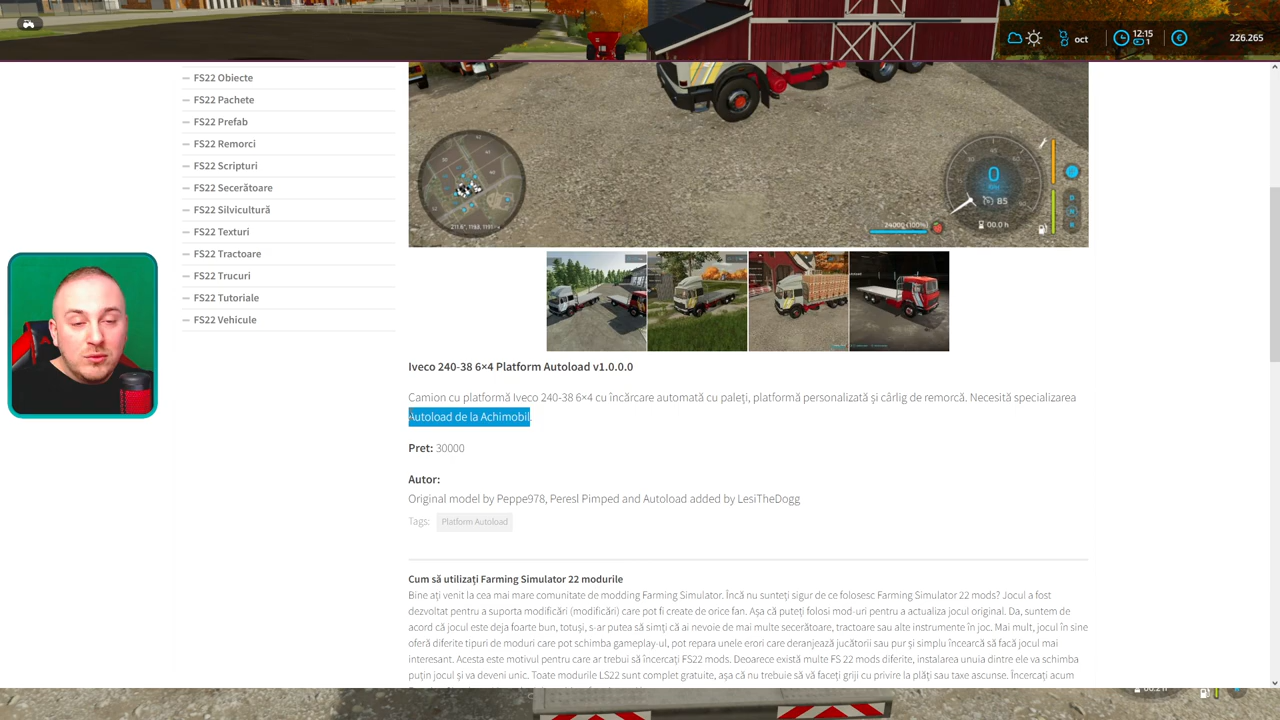 oct
12:15
1
226.265
FS22 Obiecte
FS22 Pachete
FS22 Prefab
FS22 Remorci
FS22 Scripturi
FS22 Secerătoare
FS22 Silvicultură
FS22 Texturi
FS22 Tractoare
FS22 Trucuri
FS22 Tutoriale
FS22 Vehicule
0
85
00.0 h
24000 (100%)
Iveco 240-38 6×4 Platform Autoload v1.0.0.0
Camion cu platformă Iveco 240-38 6×4 cu încărcare automată cu paleți, platformă personalizată și cârlig de remorcă. Necesită specializarea
Autoload de la Achimobil
Pret: 30000
Autor:
Original model by Peppe978, Peresl Pimped and Autoload added by LesiTheDogg
Tags: Platform Autoload
Cum să utilizați Farming Simulator 22 modurile
Bine ați venit la cea mai mare comunitate de modding Farming Simulator. Încă nu sunteți sigur de ce folosesc Farming Simulator 22 mods? Jocul a fost
dezvoltat pentru a suporta modificări (modificări) care pot fi create de orice fan. Așa că puteți folosi mod-uri pentru a actualiza jocul original. Da, suntem de
acord că jocul este deja foarte bun, totuși, s-ar putea să simți că ai nevoie de mai multe secerătoare, tractoare sau alte instrumente în joc. Mai mult, jocul în sine
oferă diferite tipuri de moduri care pot schimba gameplay-ul, pot repara unele erori care deranjează jucătorii sau pur și simplu încearcă să facă jocul mai
interesant. Acesta este motivul pentru care ar trebui să încercați FS22 mods. Deoarece există multe FS 22 mods diferite, instalarea unuia dintre ele va schimba
puțin jocul și va deveni unic. Toate modurile LS22 sunt complet gratuite, așa că nu trebuie să vă faceți griji cu privire la plăți sau taxe ascunse. Încercați acum